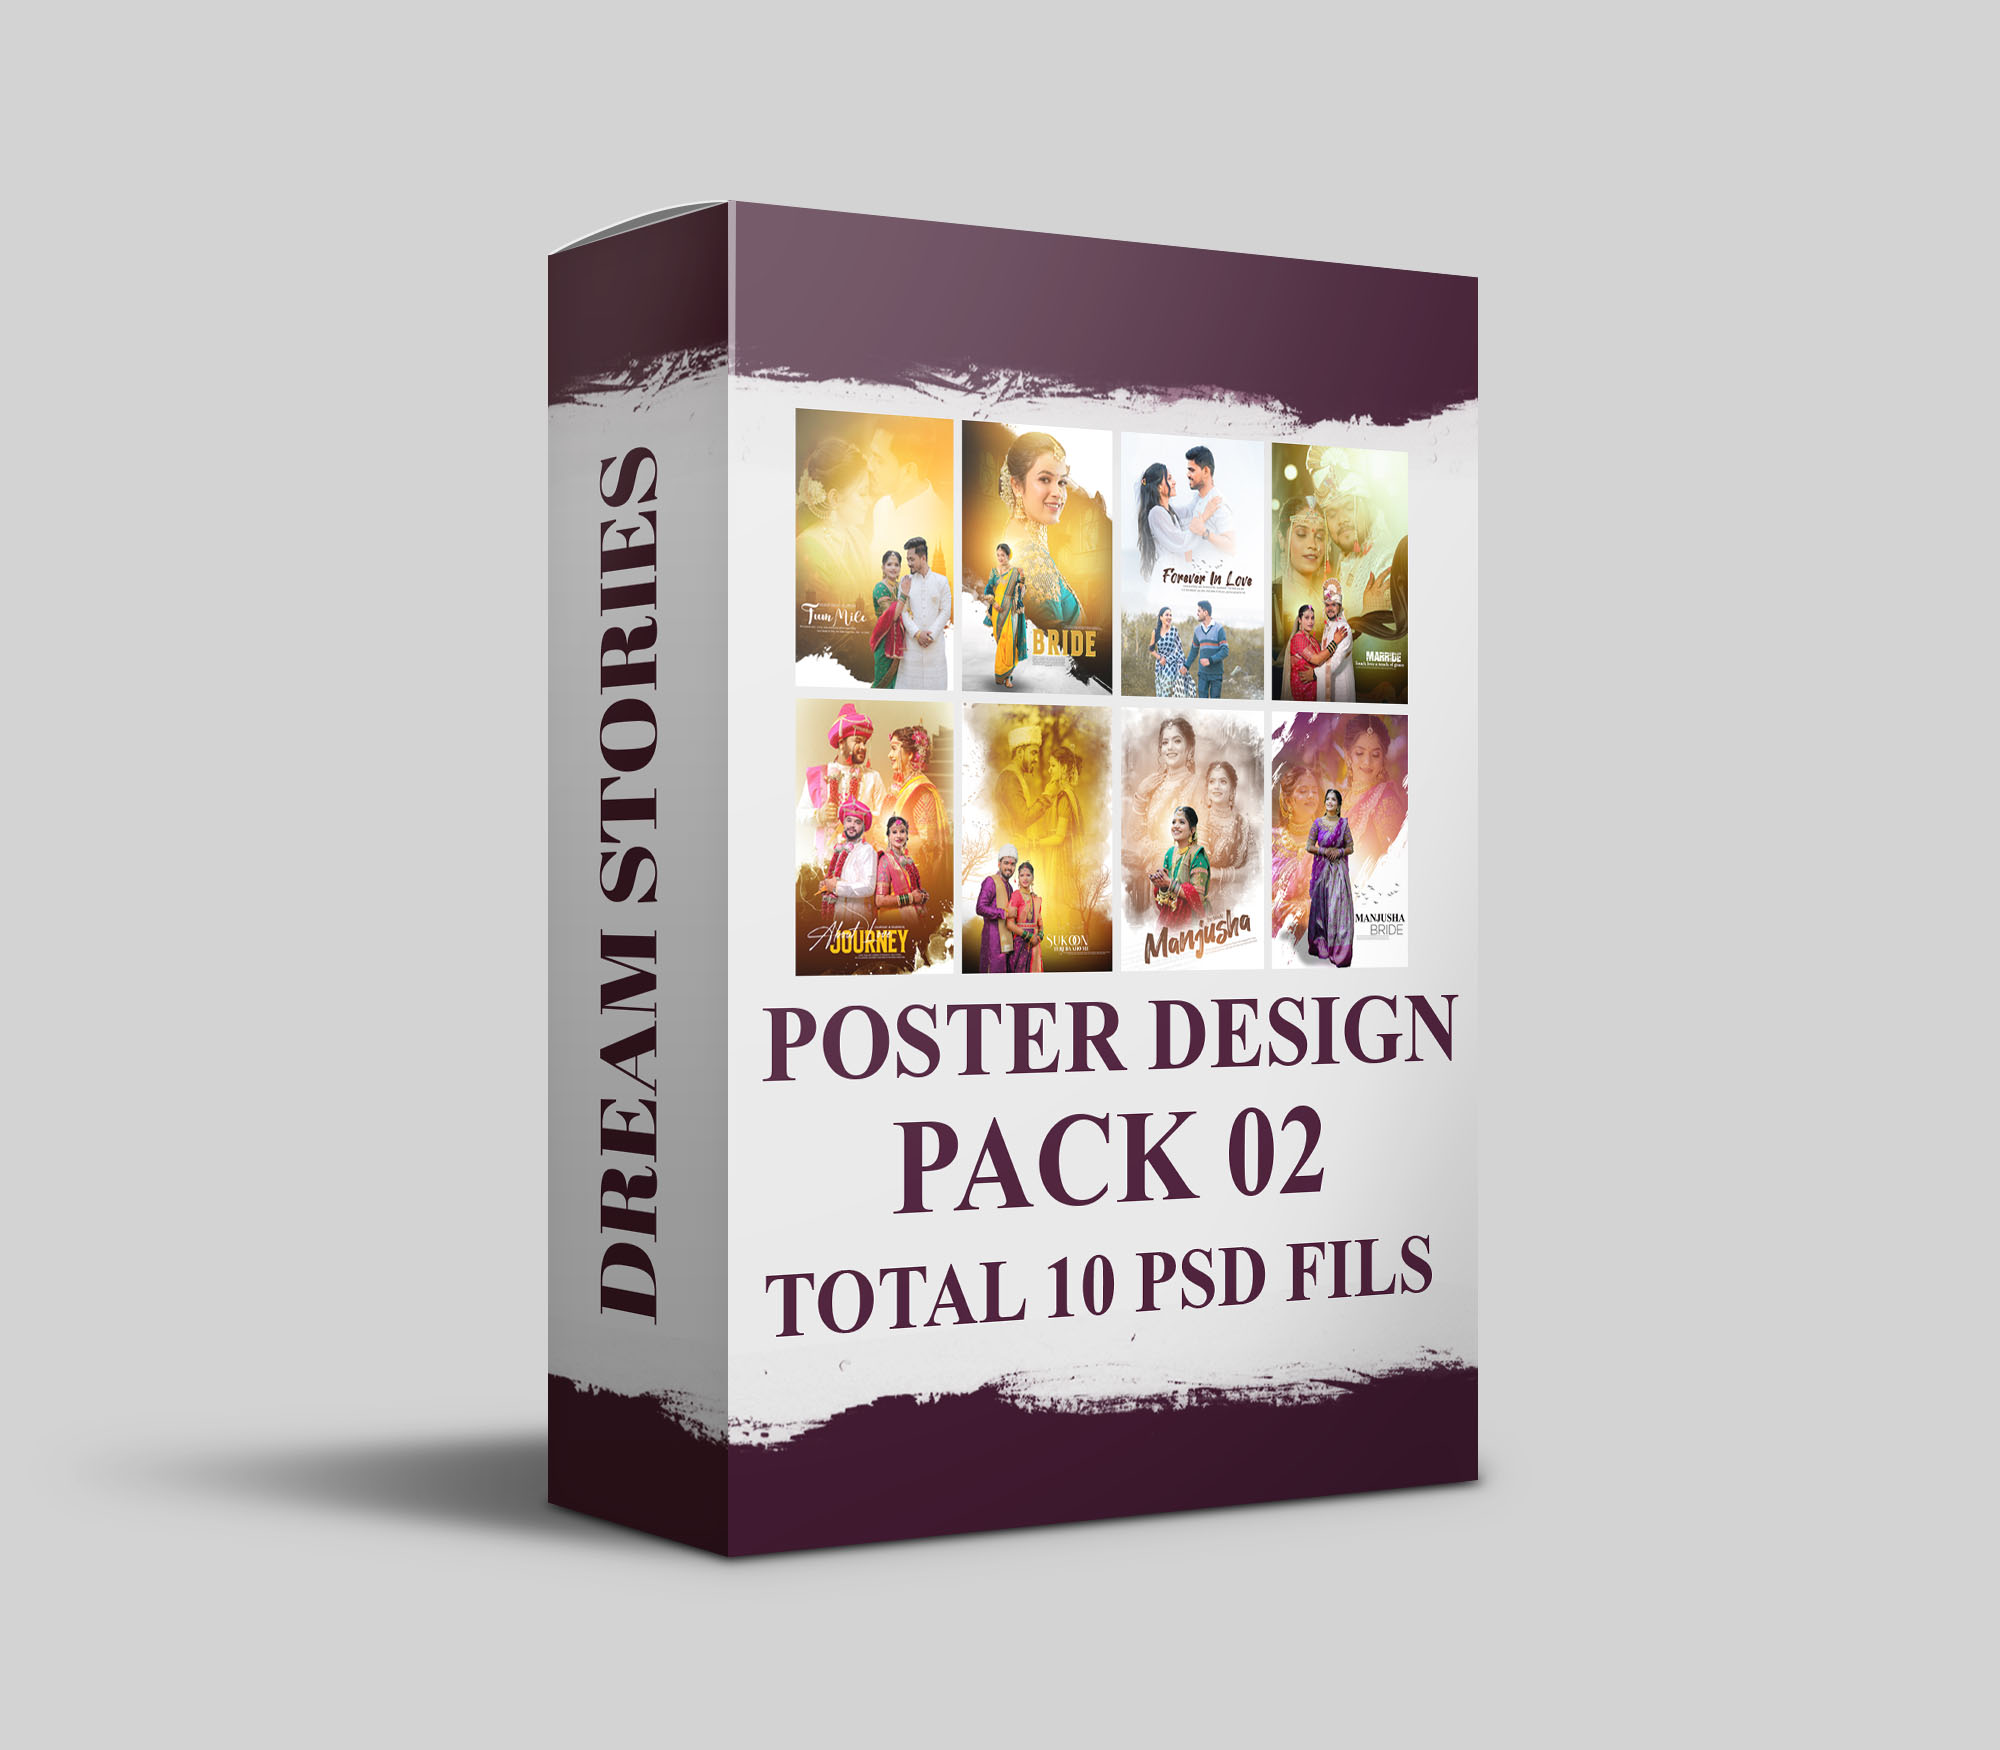 DREAM STORIES
Tum Mile
BRIDE
Forever In Love
MARRIDE
JOURNEY
SUKOON
Manjusha
MANJUSHA
BRIDE
POSTER DESIGN
PACK 02
TOTAL 10 PSD FILS